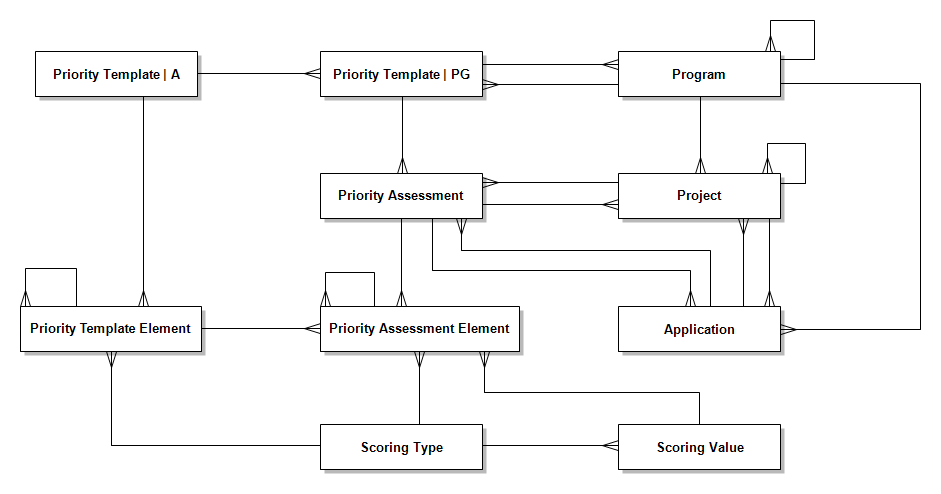 Priority Template | A
Priority Template | PG
Program
Priority Assessment
Project
Priority Template Element
Priority Assessment Element
Application
Scoring Type
Scoring Value